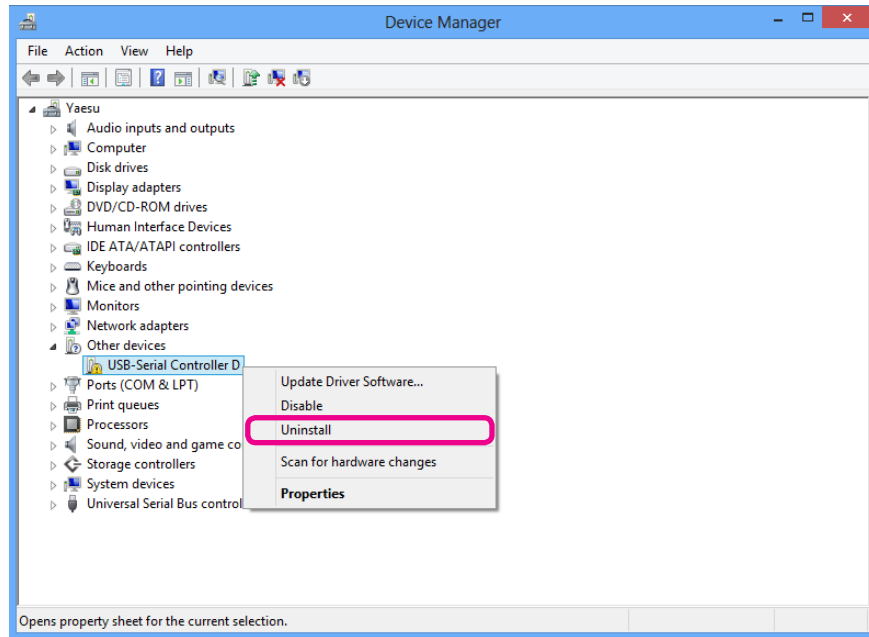 Device Manager
File Action View Help
Yaesu
Audio inputs and outputs
Computer
Disk drives
Display adapters
DVD/CD-ROM drives
Human Interface Devices
IDE ATA/ATAPI controllers
Keyboards
Mice and other pointing devices
Monitors
Network adapters
Other devices
USB-Serial Controller D
Ports (COM & LPT)
Print queues
Processors
Sound, video and game co
Storage controllers
System devices
Universal Serial Bus control
Update Driver Software...
Disable
Uninstall
Scan for hardware changes
Properties
Opens property sheet for the current selection.